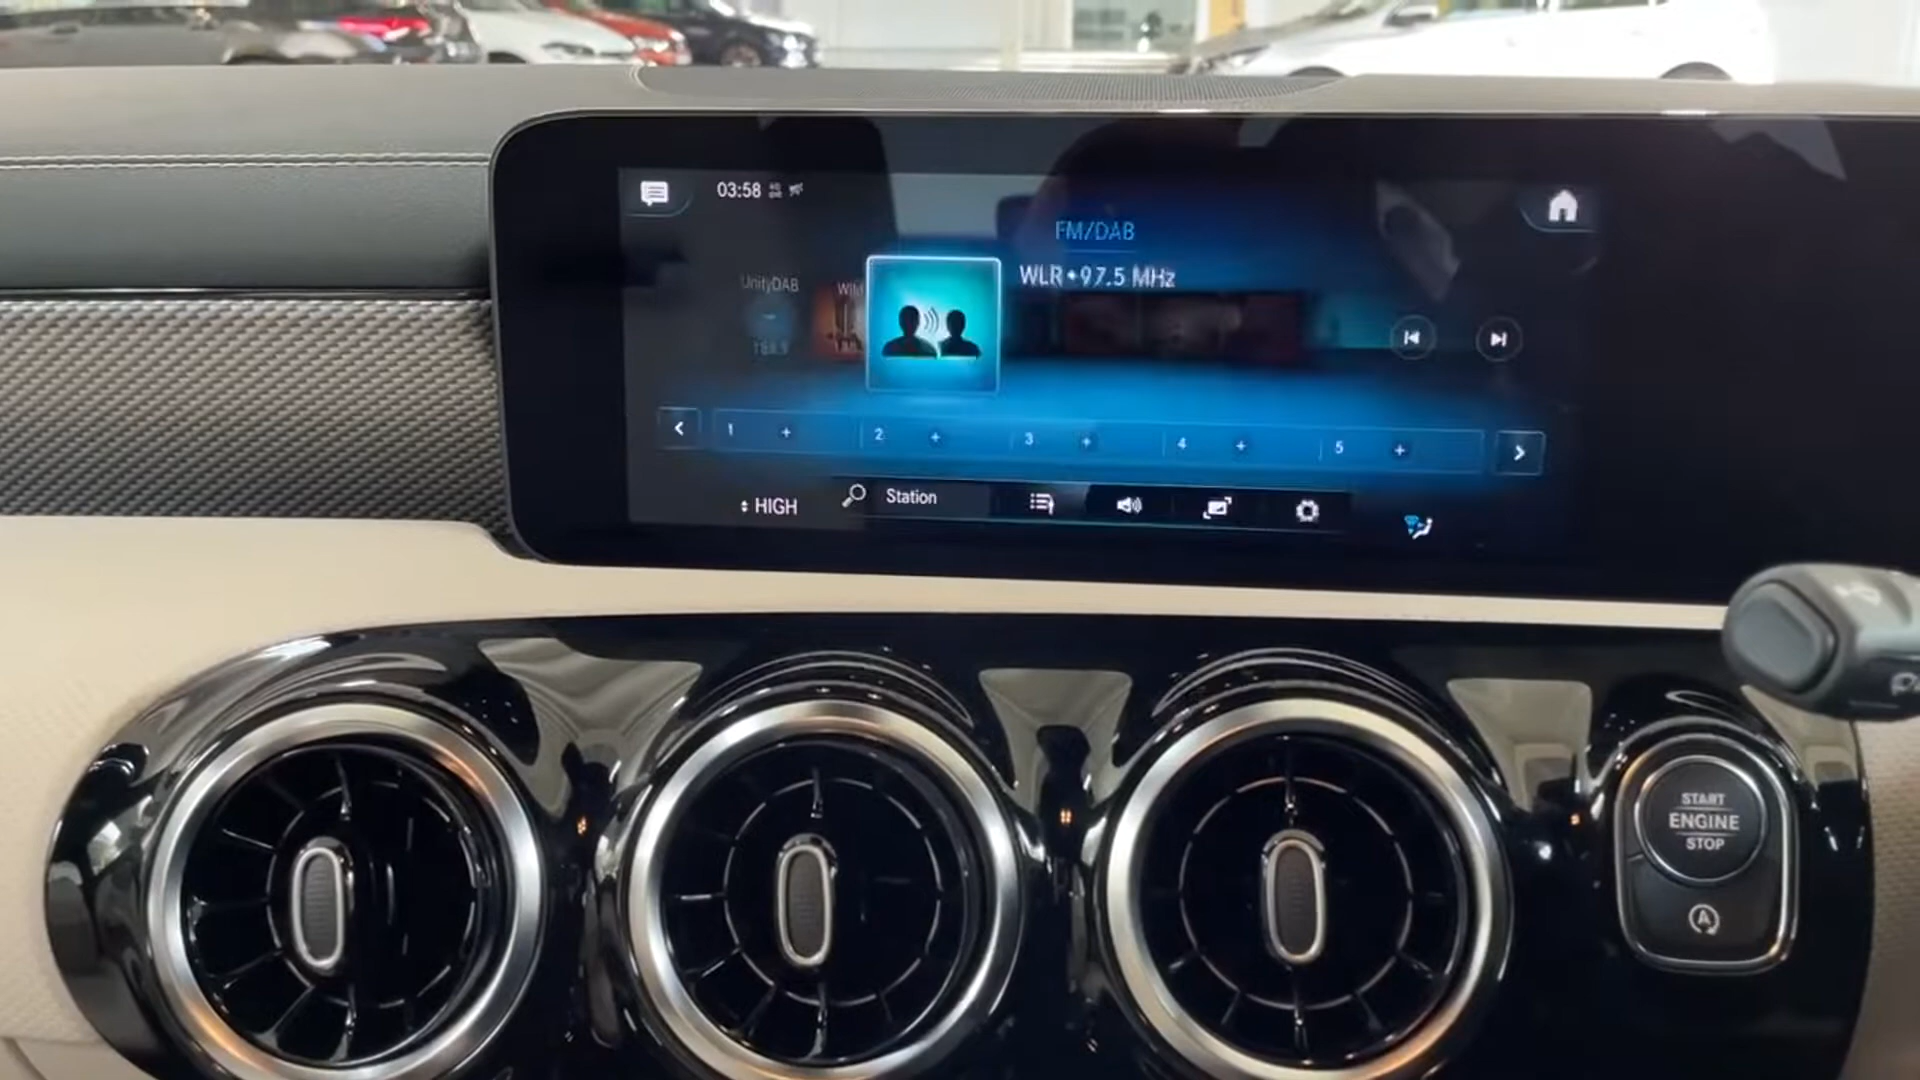 03:58
FM/DAB
WLR•97.5 MHz
UnityDAB
Wild
1 + 2 + 3 + 4 + 5 +
HIGH
Station
START
ENGINE
STOP
A